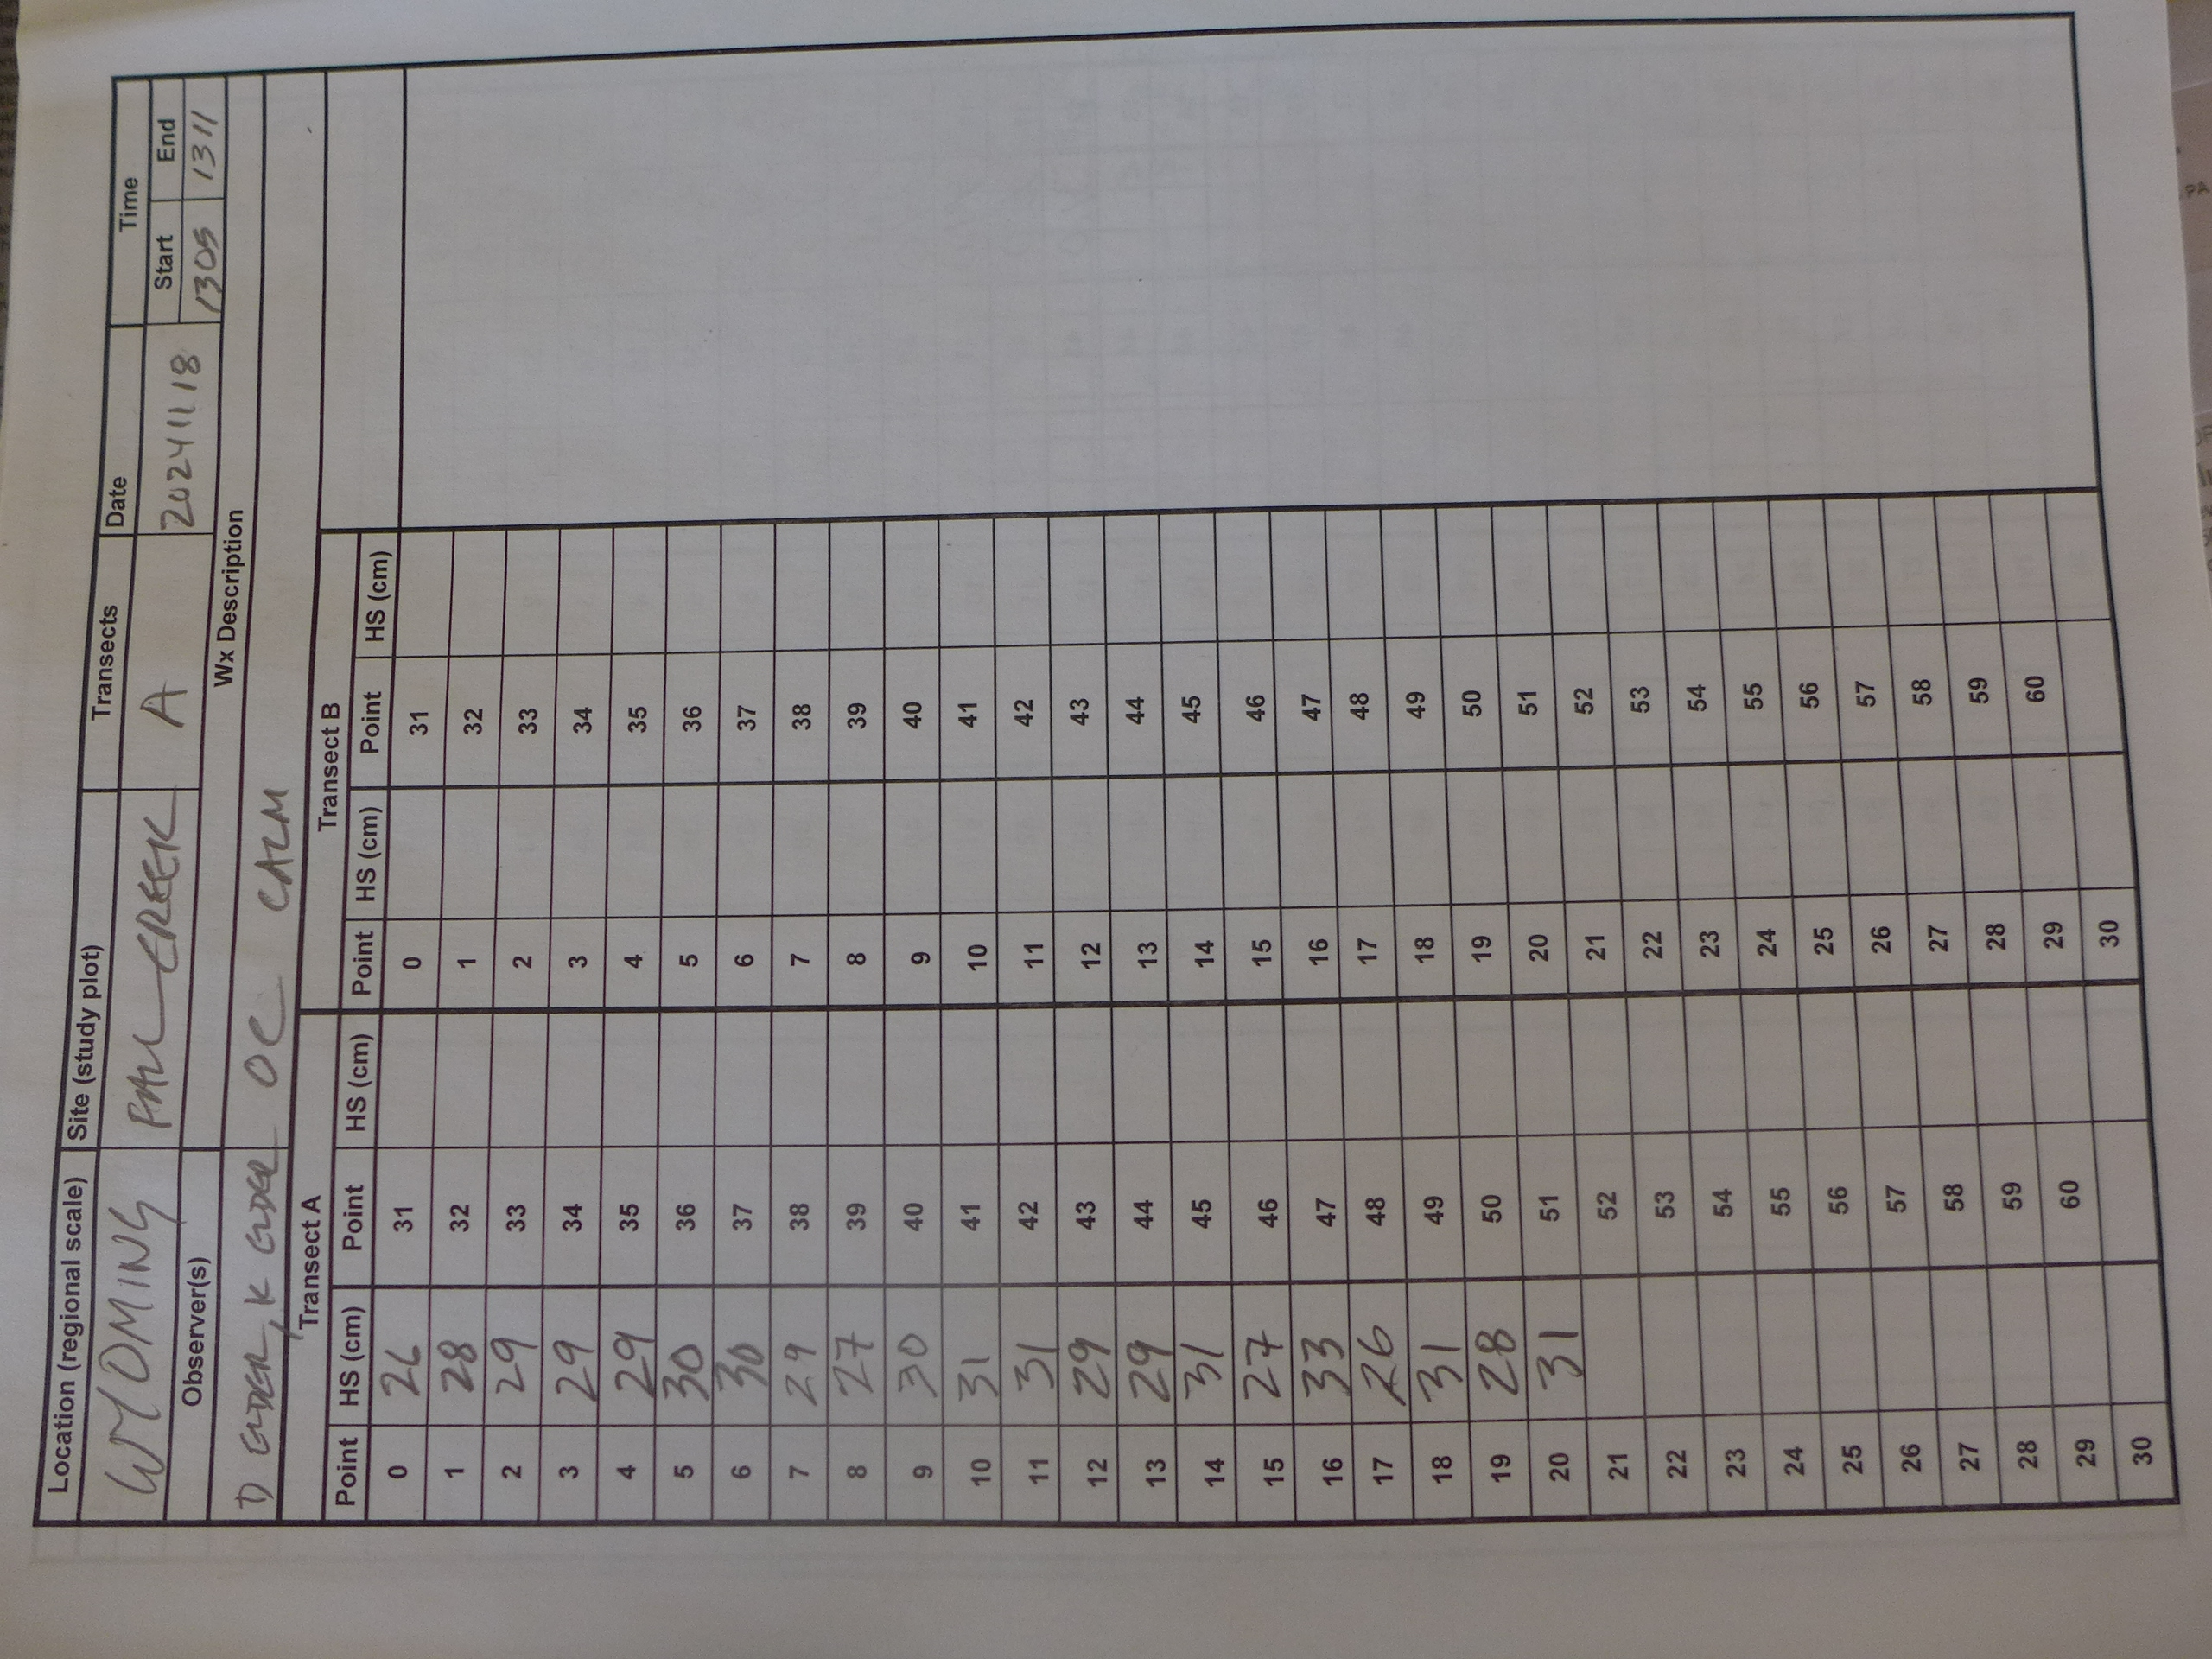 Location (regional scale) Site (study plot) Transects Date Time
Start End
WYOMING FALL CREEK A 20241118 1305 1311
Observer(s) Wx Description
OC CALM
Transect A Transect B
Point HS (cm) Point HS (cm) Point HS (cm) Point HS (cm)
0 26 31 0 31
1 28 32 1 32
2 29 33 2 33
3 29 34 3 34
4 29 35 4 35
5 30 36 5 36
6 30 37 6 37
7 29 38 7 38
8 27 39 8 39
9 30 40 9 40
10 31 41 10 41
11 31 42 11 42
12 29 43 12 43
13 29 44 13 44
14 31 45 14 45
15 27 46 15 46
16 33 47 16 47
17 26 48 17 48
18 31 49 18 49
19 28 50 19 50
20 31 51 20 51
21 52 21 52
22 53 22 53
23 54 23 54
24 55 24 55
25 56 25 56
26 57 26 57
27 58 27 58
28 59 28 59
29 60 29 60
30 30